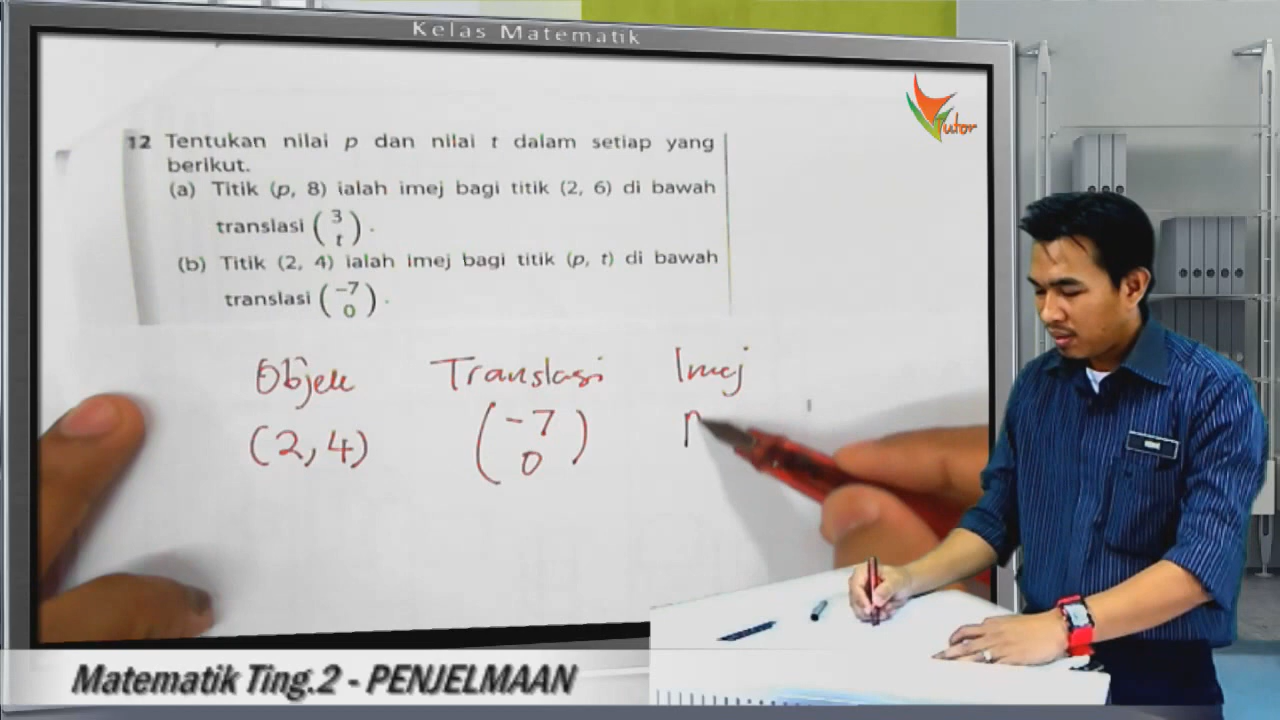 Kelas Matematik
utor
12 Tentukan nilai p dan nilai t dalam setiap yang
berikut.
(a) Titik (p, 8) ialah imej bagi titik (2, 6) di bawah
translasi (3 t).
(b) Titik (2, 4) ialah imej bagi titik (p, t) di bawah
translasi (−7 0).
Objek Translasi Imej
(2,4) (-7 0)
Matematik Ting.2 - PENJELMAAN